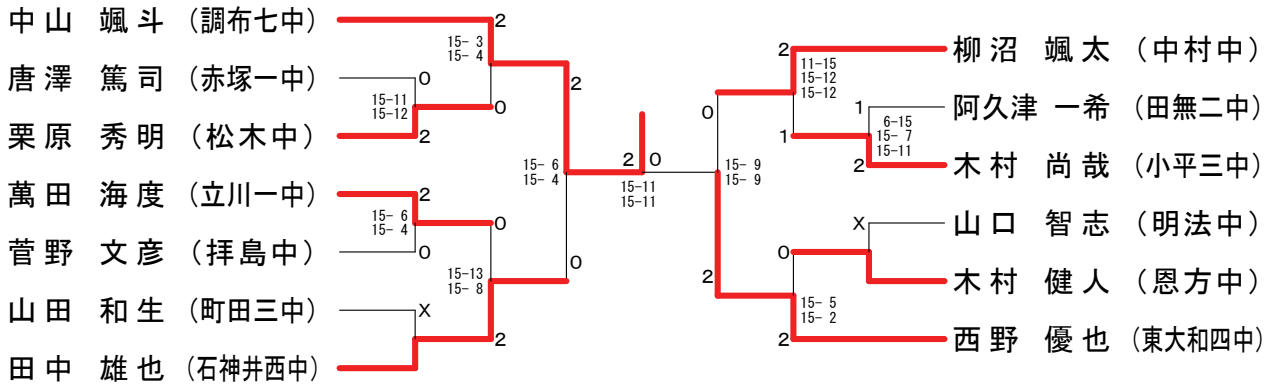 中山 颯斗 (調布七中)
唐澤 篤司 (赤塚一中)
栗原 秀明 (松木中)
萬田 海度 (立川一中)
菅野 文彦 (拝島中)
山田 和生 (町田三中)
田中 雄也 (石神井西中)
2
15- 3
15- 4
0
15-11
15-12
0
2
2
2
15- 6
15- 4
0
0
15-13
15- 8
X
2
15- 6
15- 4
0
2 0
15-11
15-11
0
15- 9
15- 9
2
2
11-15
15-12
15-12
1
1
6-15
15- 7
15-11
2
X
0
15- 5
15- 2
2
柳沼 颯太 (中村中)
阿久津 一希 (田無二中)
木村 尚哉 (小平三中)
山口 智志 (明法中)
木村 健人 (恩方中)
西野 優也 (東大和四中)